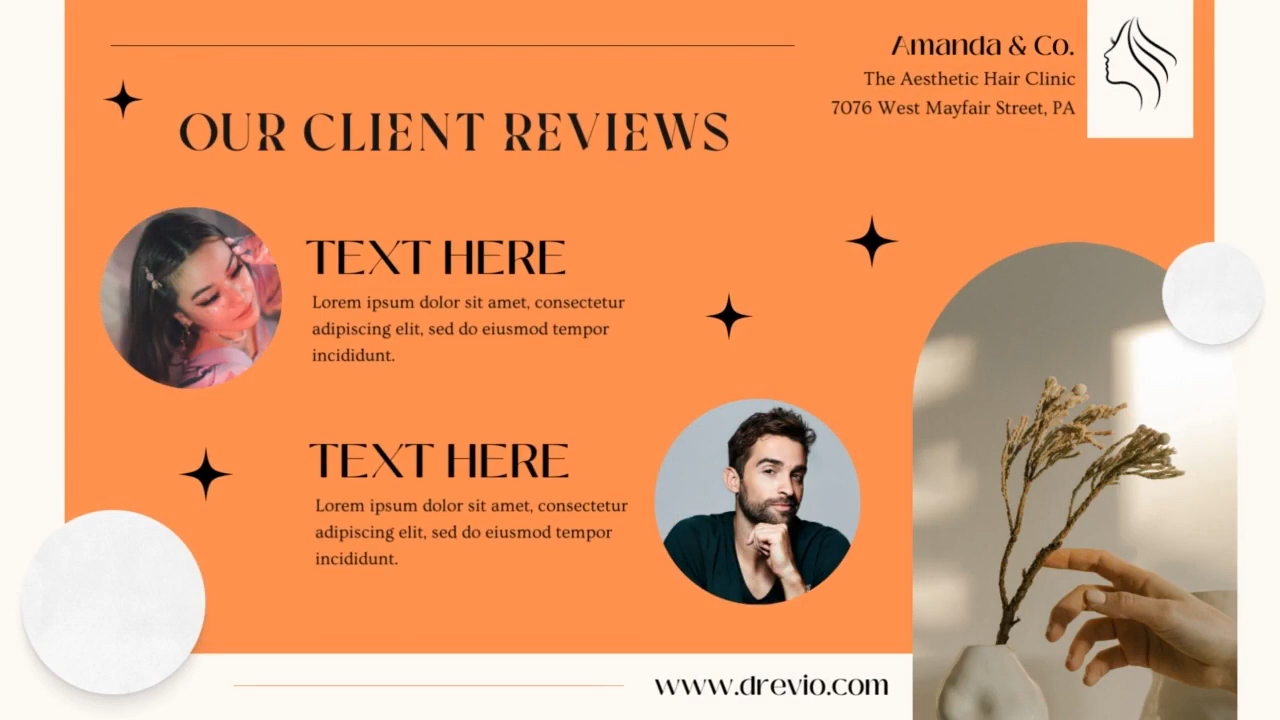 Amanda & Co.
The Aesthetic Hair Clinic
7076 West Mayfair Street, PA
OUR CLIENT REVIEWS
TEXT HERE
Lorem ipsum dolor sit amet, consectetur
adipiscing elit, sed do eiusmod tempor
incididunt.
TEXT HERE
Lorem ipsum dolor sit amet, consectetur
adipiscing elit, sed do eiusmod tempor
incididunt.
www.drevio.com